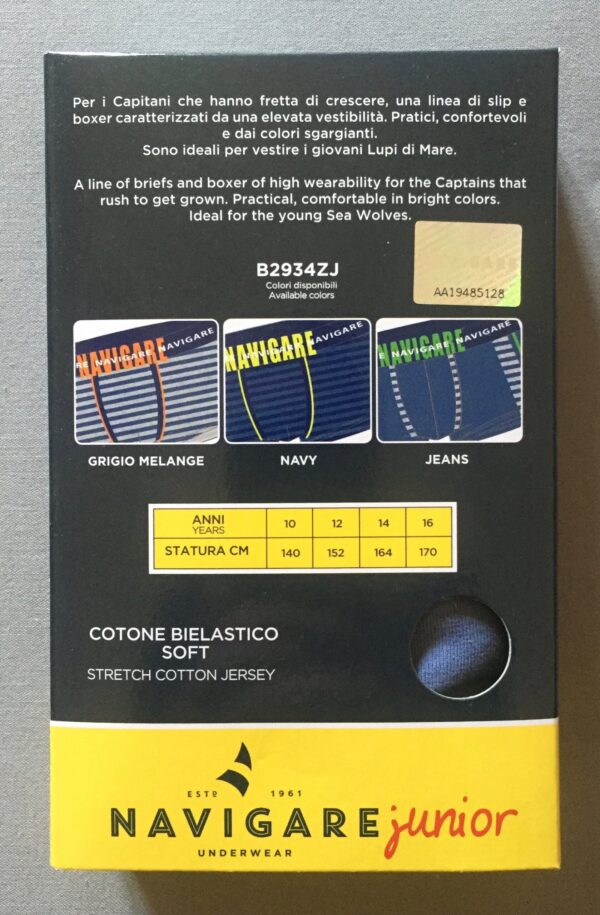 Per i Capitani che hanno fretta di crescere, una linea di slip e
boxer caratterizzati da una elevata vestibilità. Pratici, confortevoli
e dai colori sgargianti.
Sono ideali per vestire i giovani Lupi di Mare.
A line of briefs and boxer of high wearability for the Captains that
rush to get grown. Practical, comfortable in bright colors.
Ideal for the young Sea Wolves.
B2934ZJ
Colori disponibili
Available colors
AA19485128
NAVIGARE
RE NAVIGARE NAVIGARE
NAVIGARE
NAVIGARE NAVIGARE
NAVIGARE
E NAVIGARE NAVIGARE
GRIGIO MELANGE NAVY JEANS
ANNI 10 12 14 16
YEARS
STATURA CM 140 152 164 170
COTONE BIELASTICO
SOFT
STRETCH COTTON JERSEY
ESTD 1961
NAVIGARE junior
UNDERWEAR